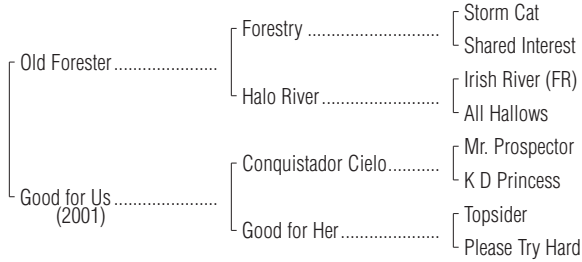 Storm Cat
Forestry
Shared Interest
Old Forester
Irish River (FR)
Halo River
All Hallows
Mr. Prospector
Conquistador Cielo
K D Princess
Good for Us
(2001)
Topsider
Good for Her
Please Try Hard